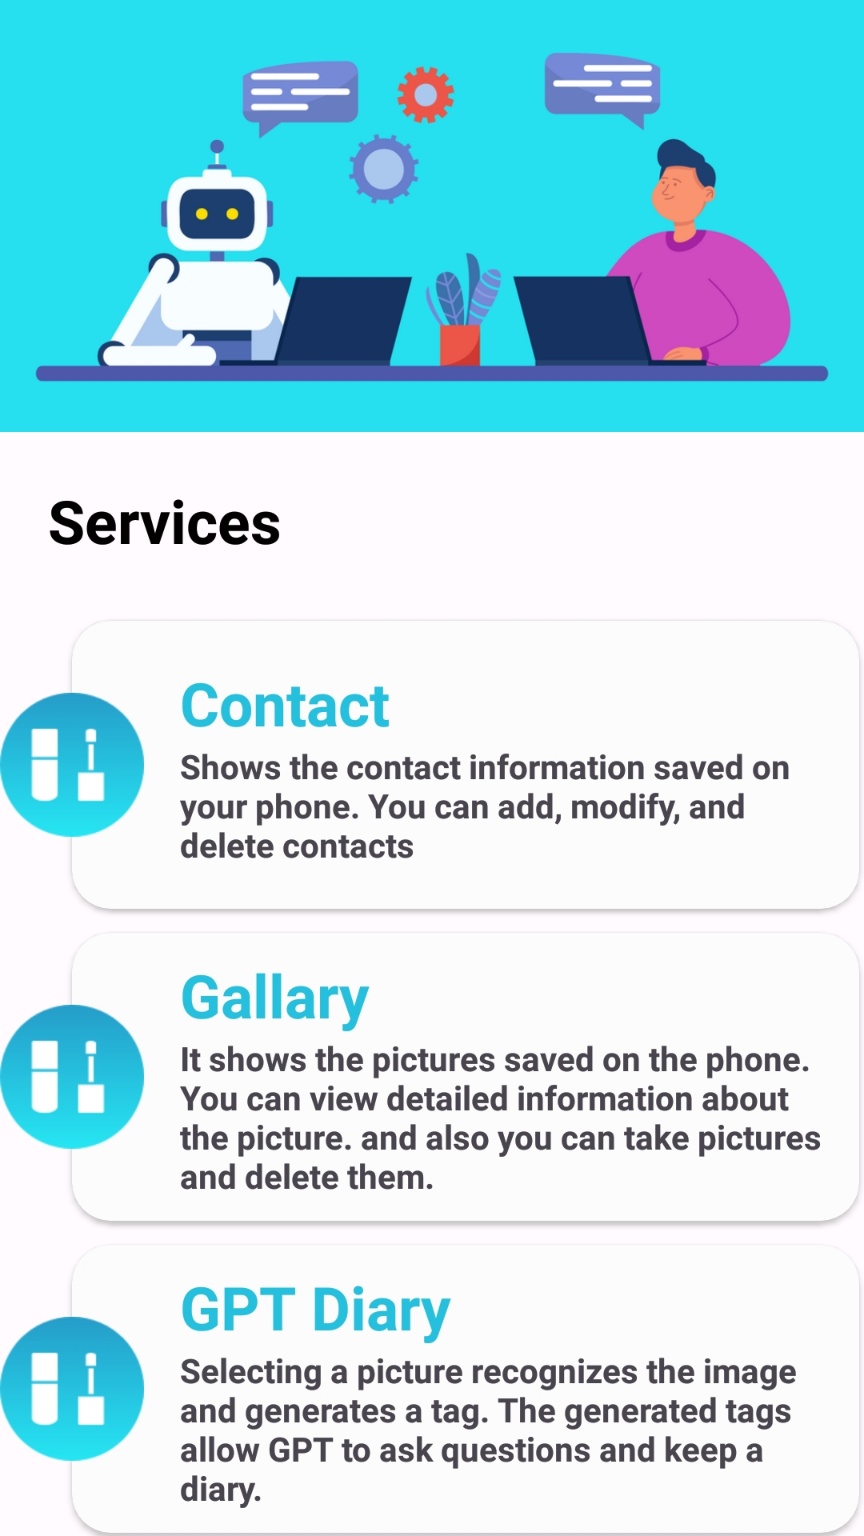 Services
Contact
Shows the contact information saved on
your phone. You can add, modify, and
delete contacts
Gallary
It shows the pictures saved on the phone.
You can view detailed information about
the picture. and also you can take pictures
and delete them.
GPT Diary
Selecting a picture recognizes the image
and generates a tag. The generated tags
allow GPT to ask questions and keep a
diary.